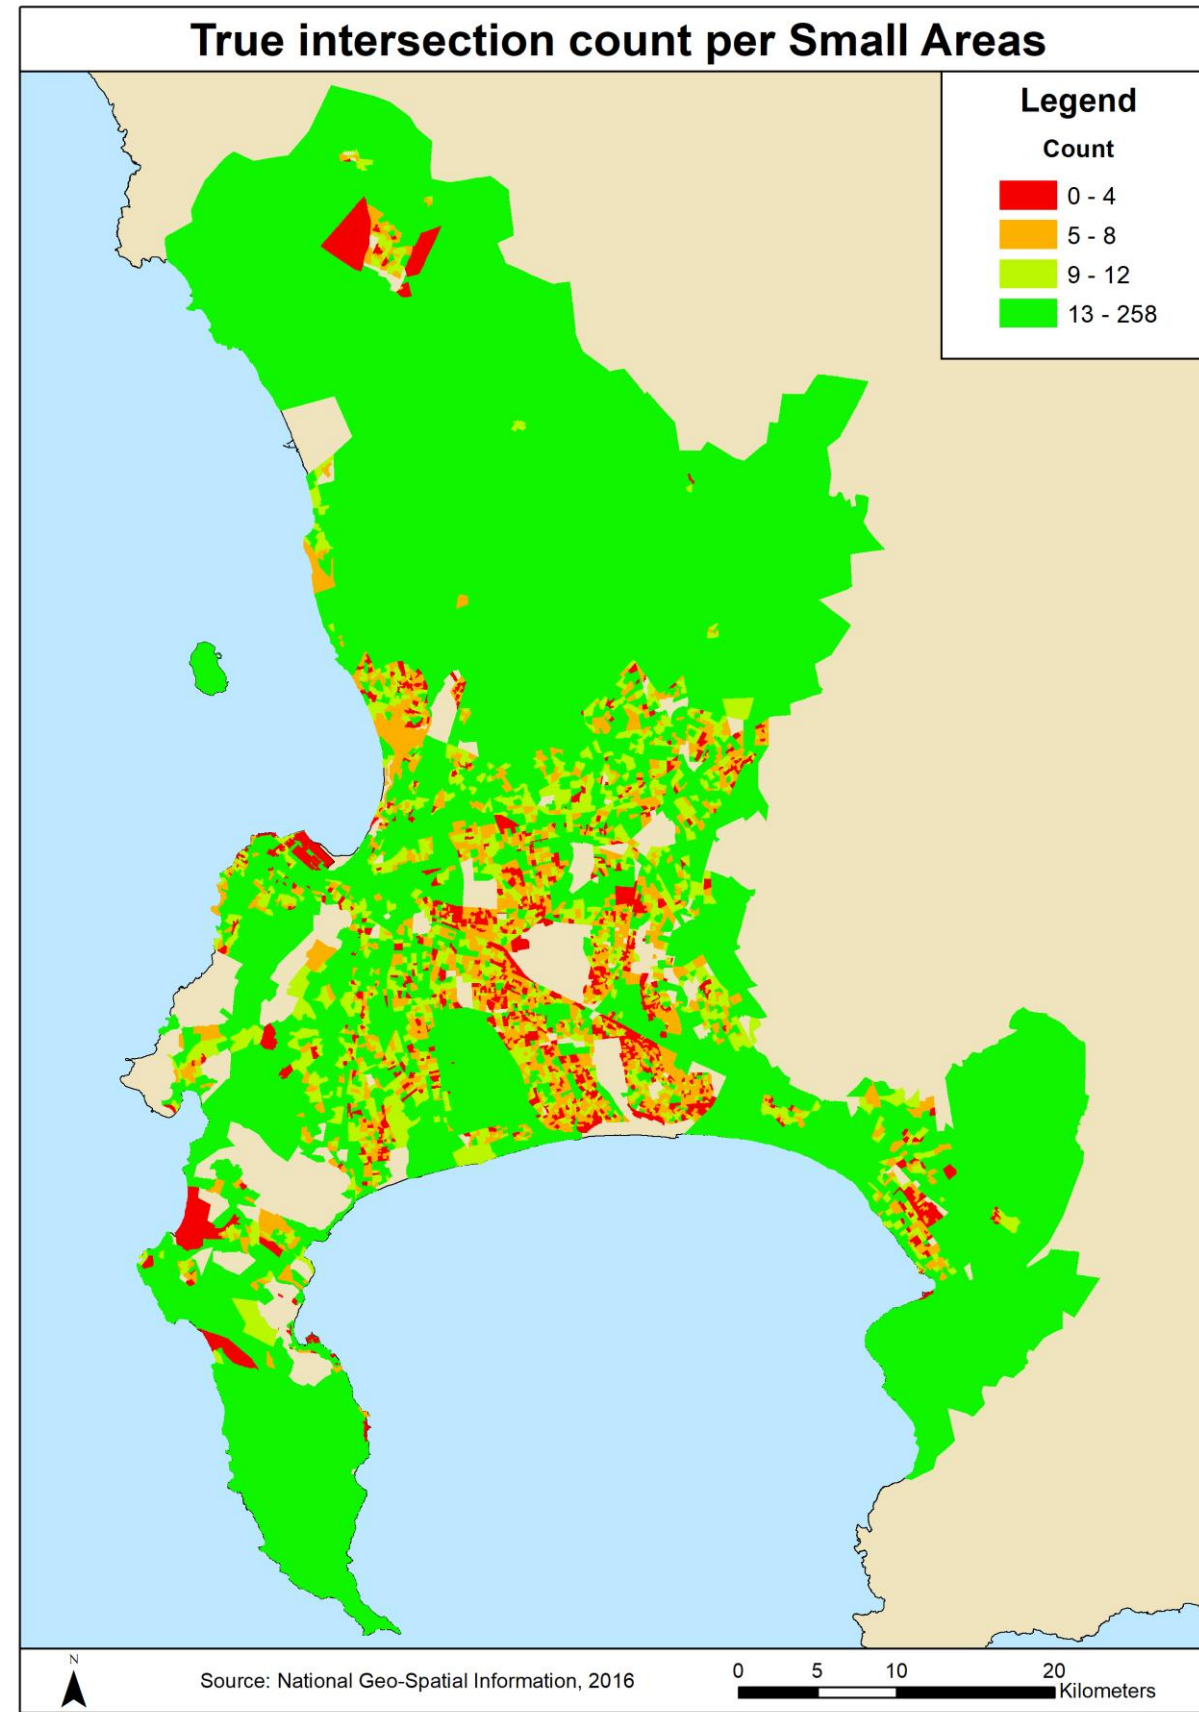 True intersection count per Small Areas
Legend
Count
0 - 4
5 - 8
9 - 12
13 - 258
N
Source: National Geo-Spatial Information, 2016
0 5 10 20
Kilometers